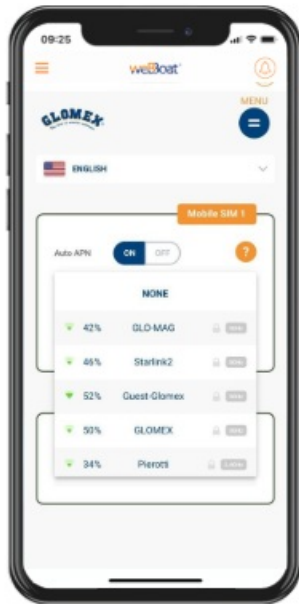 09:25
weBoat
MENU
GLOMEX
ENGLISH
Mobile SIM 1
Auto APN ON OFF ?
NONE
42% GLO-MAG
46% Starlink2
52% Guest-Glomex
50% GLOMEX
34% Pierotti